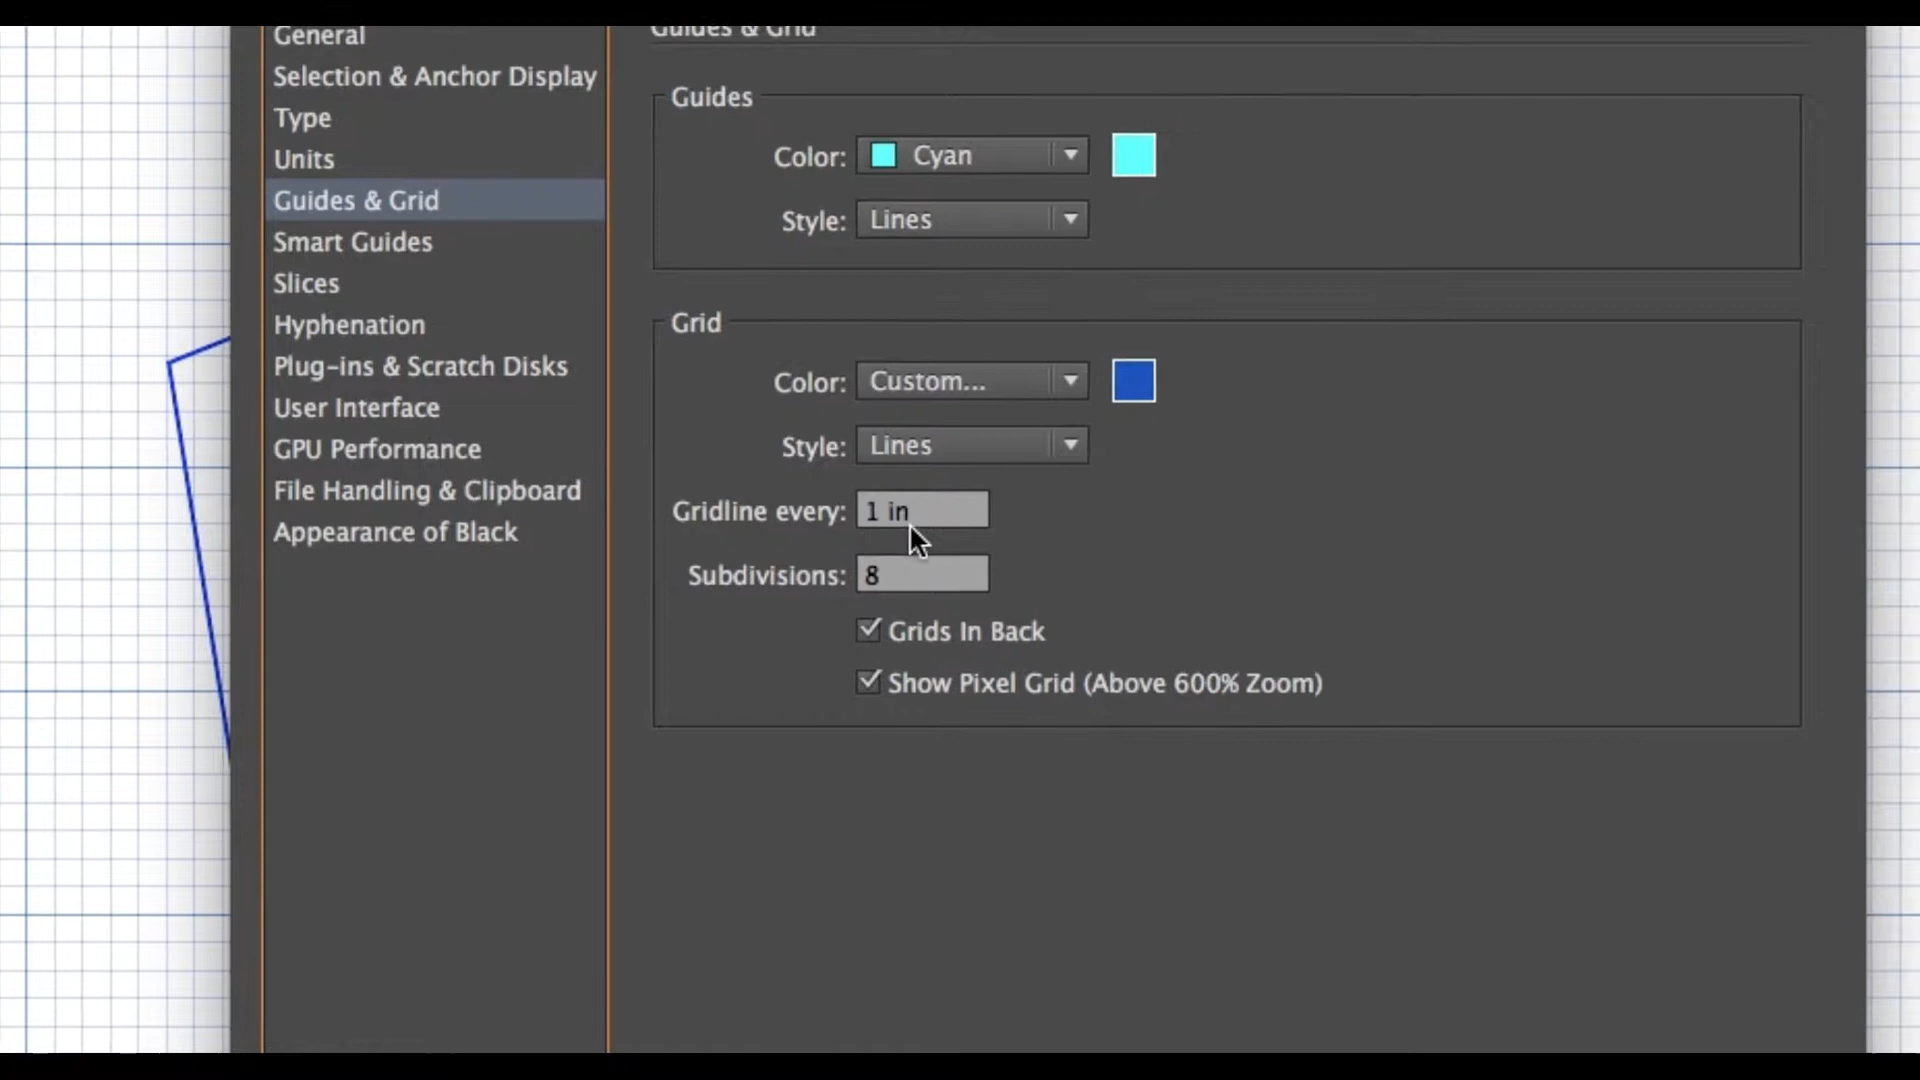 General
Selection & Anchor Display
Type
Units
Guides & Grid
Smart Guides
Slices
Hyphenation
Plug-ins & Scratch Disks
User Interface
GPU Performance
File Handling & Clipboard
Appearance of Black
Guides & Grid
Guides
Color: Cyan
Style: Lines
Grid
Color: Custom...
Style: Lines
Gridline every: 1 in
Subdivisions: 8
Grids In Back
Show Pixel Grid (Above 600% Zoom)